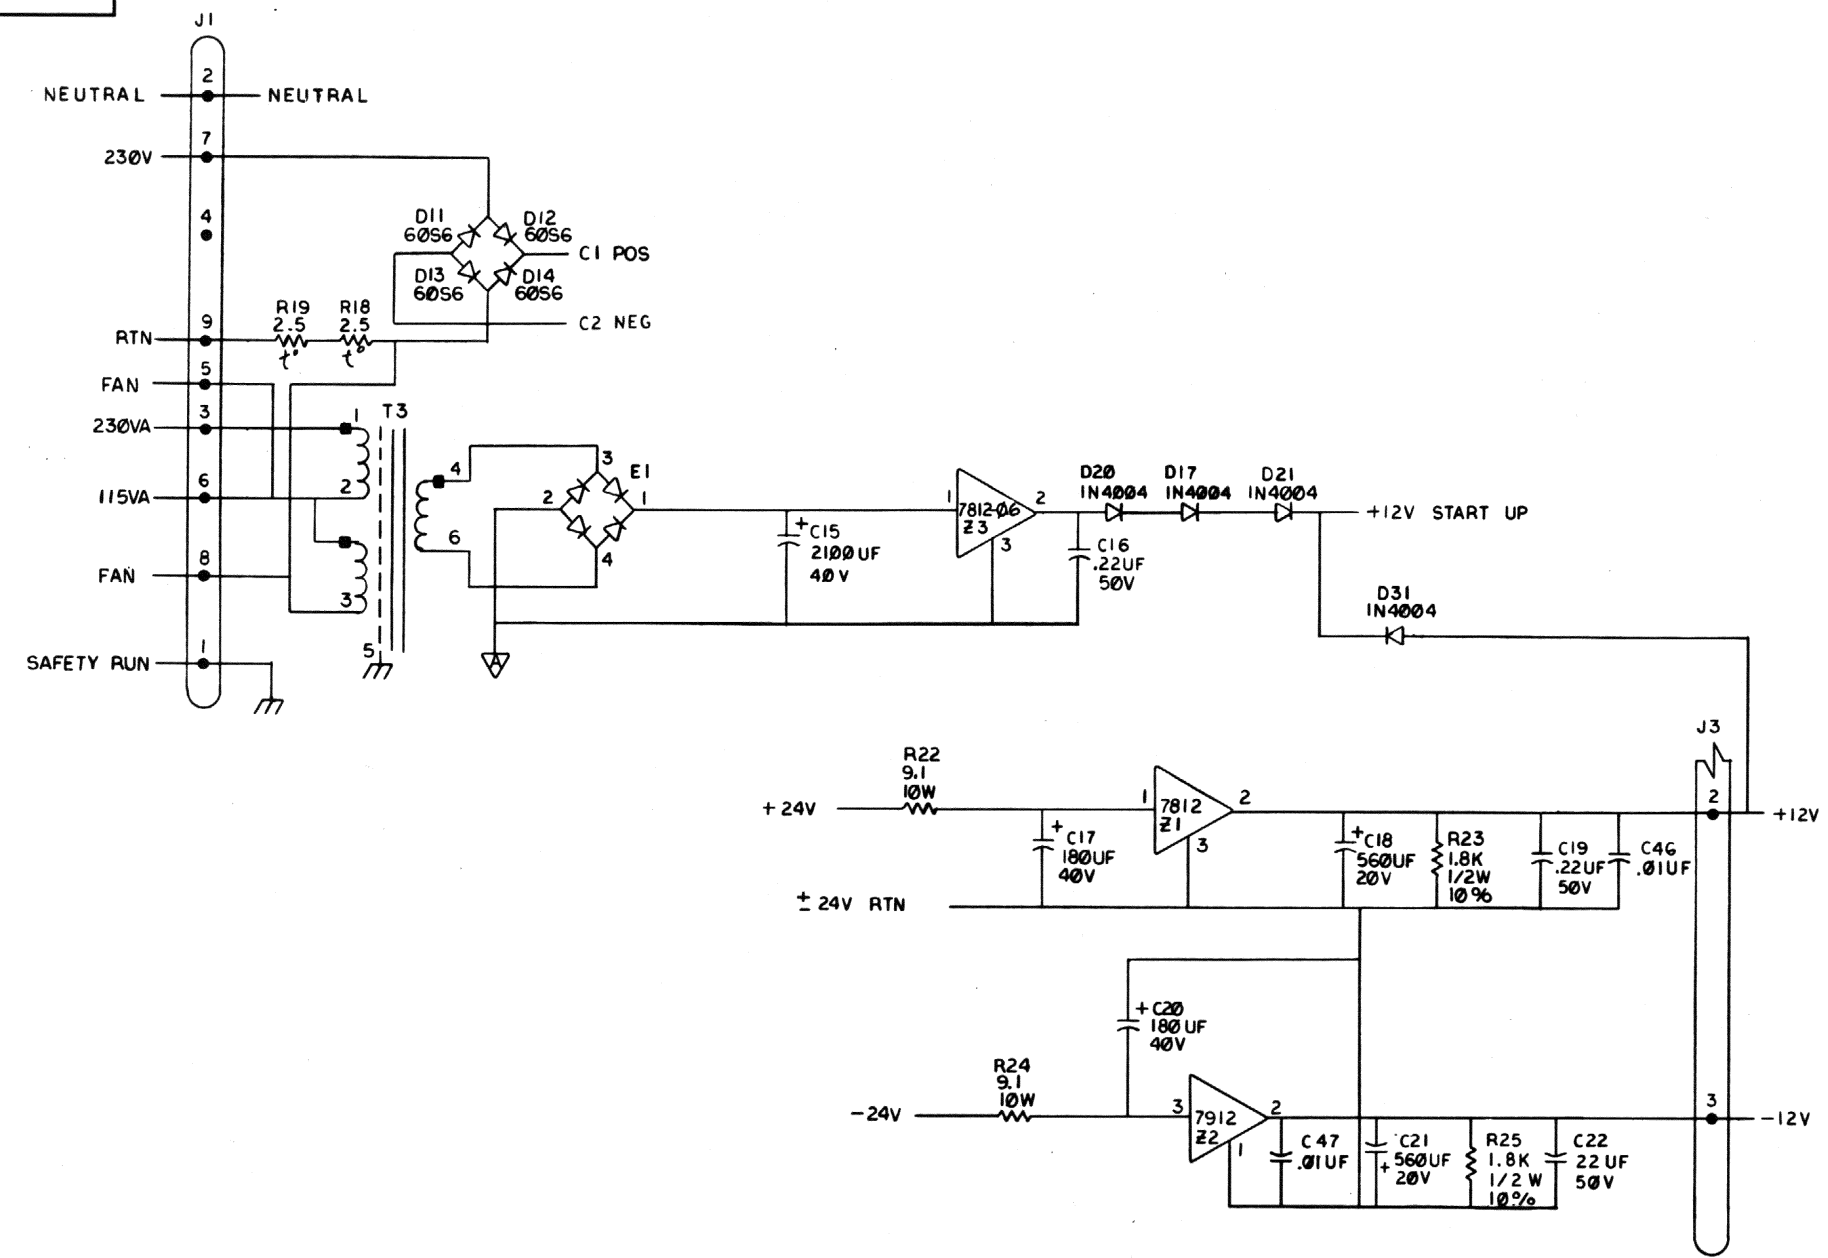 J1
2
NEUTRAL NEUTRAL
7
230V
4
D11
60S6
D12
60S6
C1 POS
D13
60S6
D14
60S6
C2 NEG
R19
2.5
t°
R18
2.5
t°
9
RTN
5
FAN
3
230VA
1
T3
6
115VA
2
8
FAN
3
5
1
SAFETY RUN
4
6
3
E1
2
1
4
A
+
C15
2100UF
40V
1
7812-06
Z3
2
3
C16
.22UF
50V
D20
1N4004
D17
1N4004
D21
1N4004
+12V START UP
D31
1N4004
J3
R22
9.1
10W
+24V
+
C17
180UF
40V
1
7812
Z1
2
3
+
C18
560UF
20V
R23
1.8K
1/2W
10%
C19
.22UF
50V
C46
.01UF
2
+12V
± 24V RTN
+
C20
180UF
40V
R24
9.1
10W
-24V
3
7912
Z2
2
1
C47
.01UF
C21
560UF
20V
+
R25
1.8K
1/2W
10%
C22
22UF
50V
3
-12V